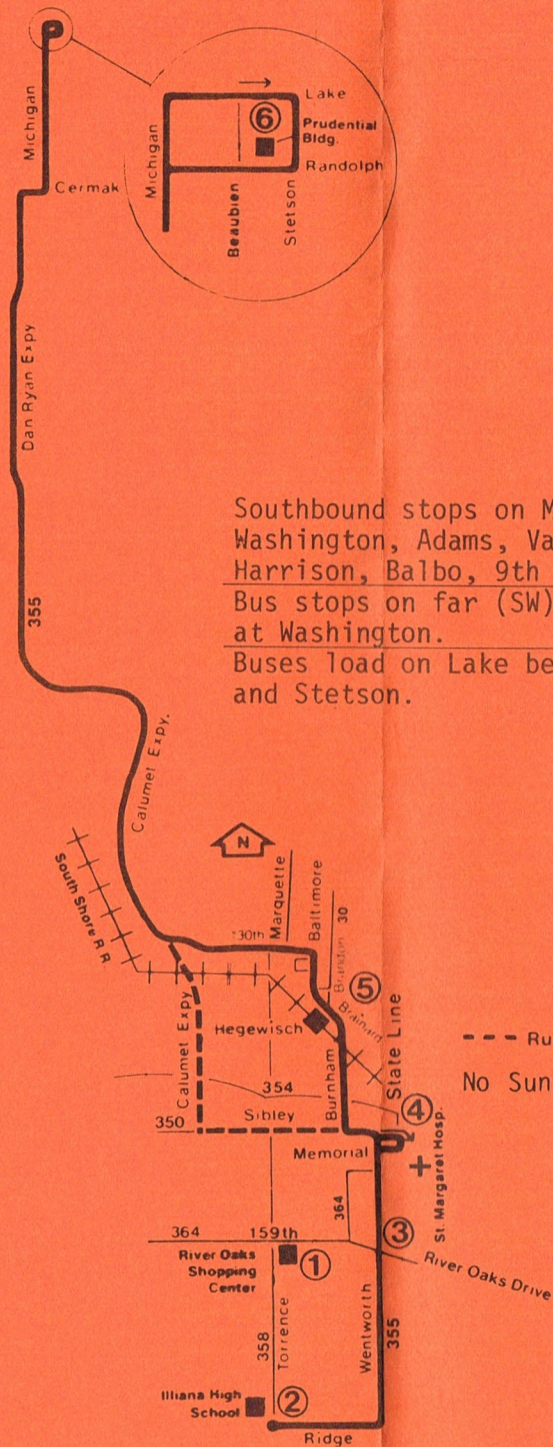 Michigan
Cermak
Lake
⑥
Prudential
Bldg.
Michigan
Randolph
Beaubien
Stetson
Dan Ryan Expy
355
Southbound stops on M
Washington, Adams, Va
Harrison, Balbo, 9th
Bus stops on far (SW)
at Washington.
Buses load on Lake be
and Stetson.
Calumet Expy.
N
South Shore R R
Marquette
Baltimore
130th
Brandon
30
⑤
Brainard
Hegewisch
Calumet Expy
State Line
Burnham
--- Ru
No Sun
354
350
Sibley
④
Memorial
St. Margaret Hosp.
364
364
159th
③
River Oaks Drive
River Oaks
Shopping
Center
①
Torrence
358
Wentworth
355
Illiana High
School
②
Ridge